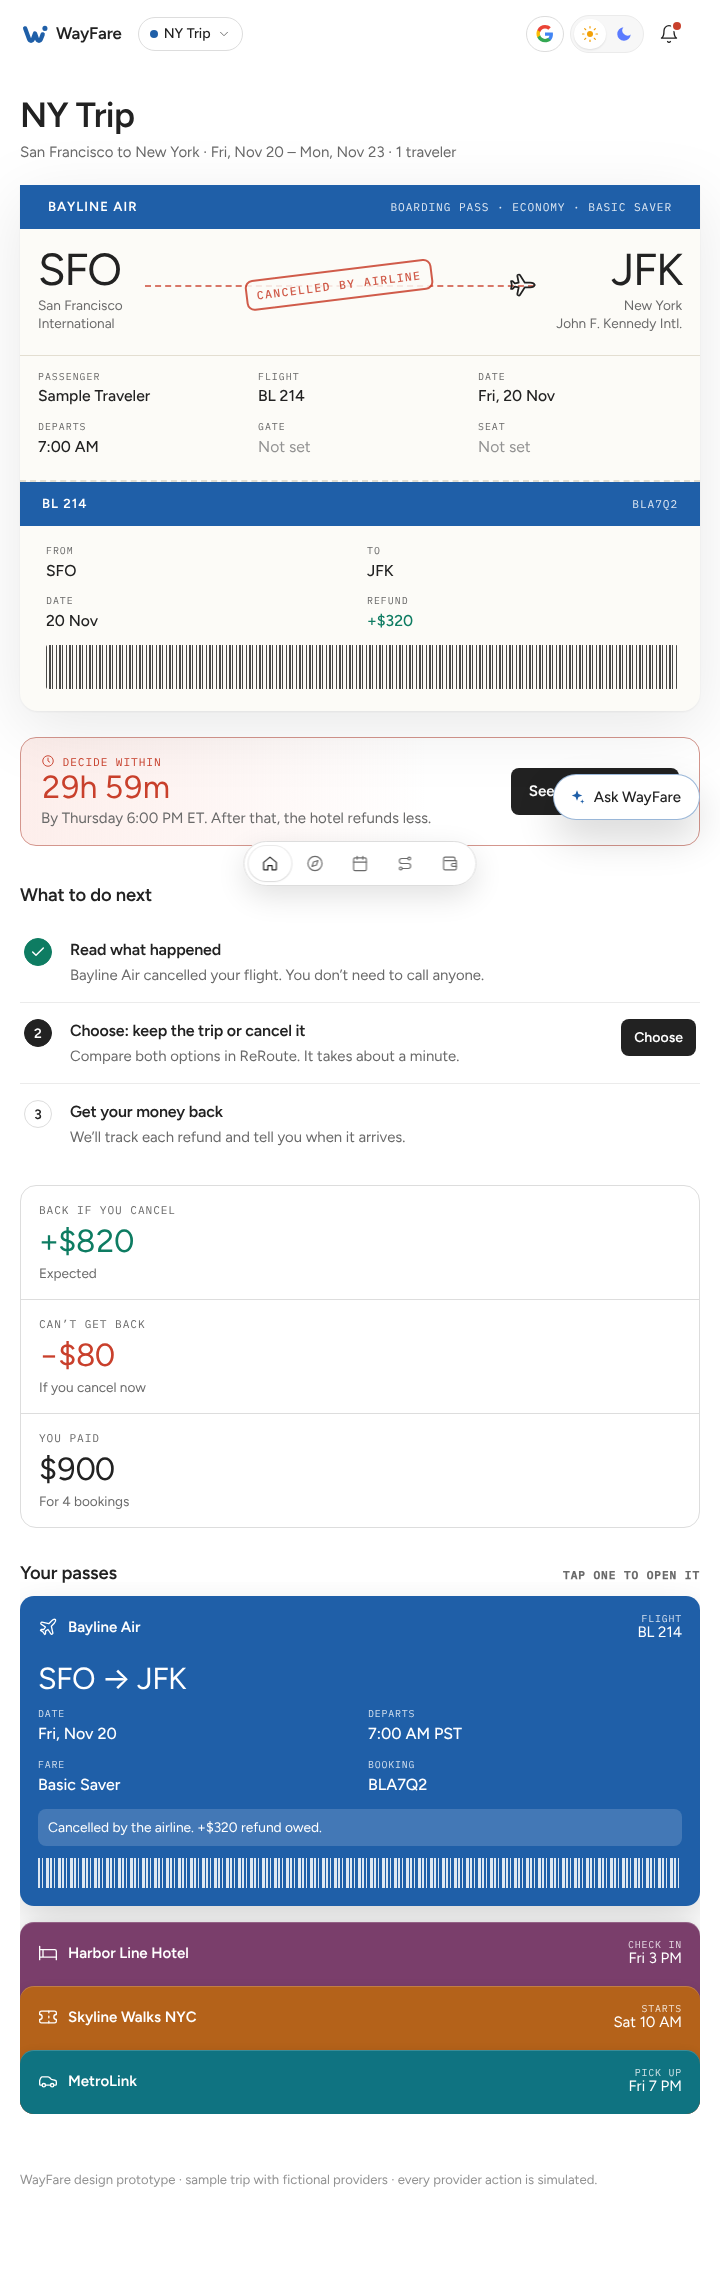 WayFare
NY Trip
NY Trip
San Francisco to New York · Fri, Nov 20 – Mon, Nov 23 · 1 traveler
BAYLINE AIR
BOARDING PASS · ECONOMY · BASIC SAVER
SFO
San Francisco
International
CANCELLED BY AIRLINE
JFK
New York
John F. Kennedy Intl.
PASSENGER
Sample Traveler
FLIGHT
BL 214
DATE
Fri, 20 Nov
DEPARTS
7:00 AM
GATE
Not set
SEAT
Not set
BL 214
BLA7Q2
FROM
SFO
TO
JFK
DATE
20 Nov
REFUND
+$320
DECIDE WITHIN
29h 59m
By Thursday 6:00 PM ET. After that, the hotel refunds less.
See
Ask WayFare
What to do next
Read what happened
Bayline Air cancelled your flight. You don’t need to call anyone.
2
Choose: keep the trip or cancel it
Compare both options in ReRoute. It takes about a minute.
Choose
3
Get your money back
We’ll track each refund and tell you when it arrives.
BACK IF YOU CANCEL
+$820
Expected
CAN’T GET BACK
−$80
If you cancel now
YOU PAID
$900
For 4 bookings
Your passes
TAP ONE TO OPEN IT
Bayline Air
FLIGHT
BL 214
SFO → JFK
DATE
Fri, Nov 20
DEPARTS
7:00 AM PST
FARE
Basic Saver
BOOKING
BLA7Q2
Cancelled by the airline. +$320 refund owed.
Harbor Line Hotel
CHECK IN
Fri 3 PM
Skyline Walks NYC
STARTS
Sat 10 AM
MetroLink
PICK UP
Fri 7 PM
WayFare design prototype · sample trip with fictional providers · every provider action is simulated.